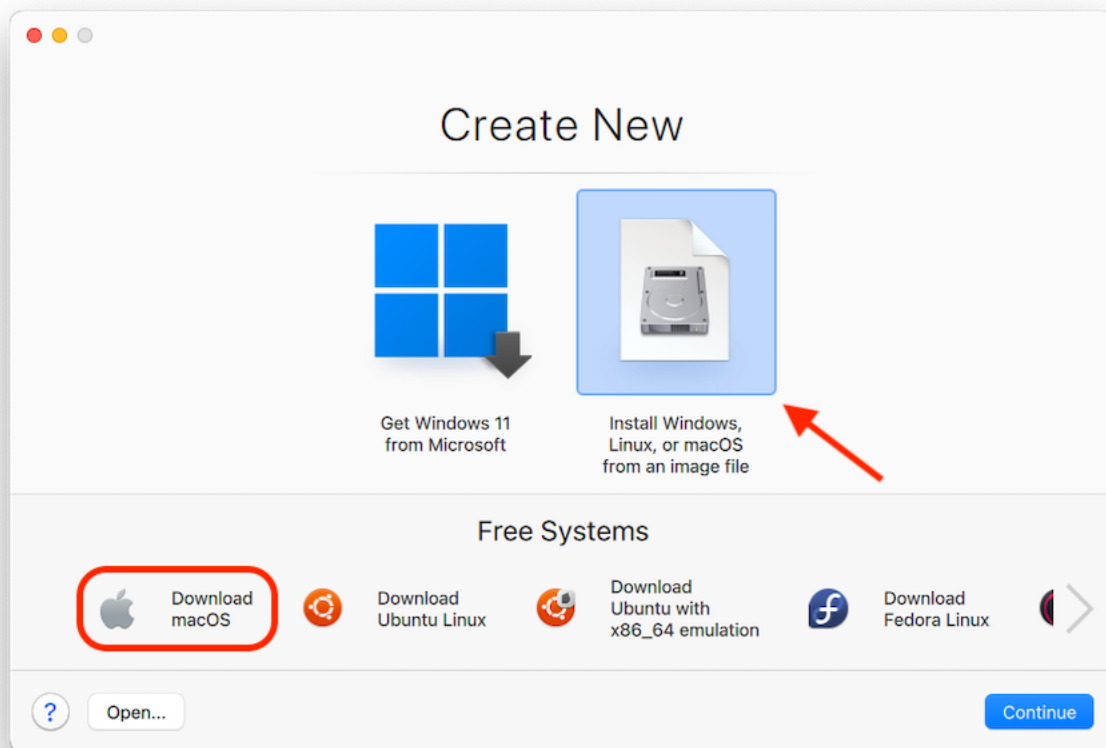 Create New
Get Windows 11
from Microsoft
Install Windows,
Linux, or macOS
from an image file
Free Systems
Download
macOS
Download
Ubuntu Linux
Download
Ubuntu with
x86_64 emulation
Download
Fedora Linux
?
Open...
Continue